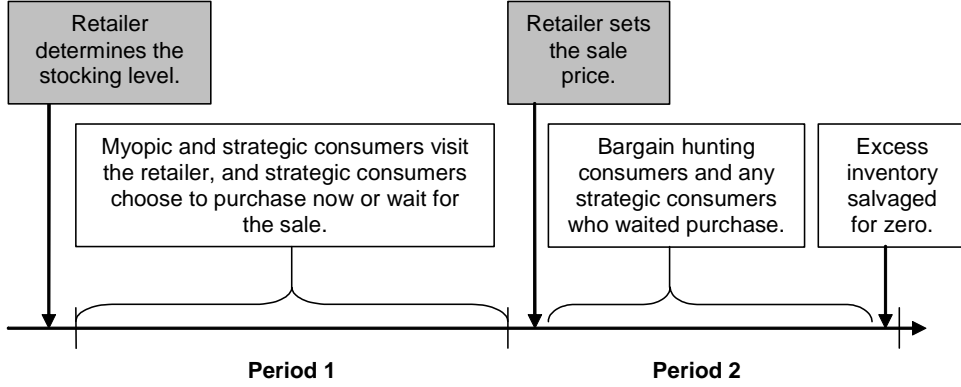 Retailer
determines the
stocking level.
Retailer sets
the sale
price.
Myopic and strategic consumers visit
the retailer, and strategic consumers
choose to purchase now or wait for
the sale.
Bargain hunting
consumers and any
strategic consumers
who waited purchase.
Excess
inventory
salvaged
for zero.
Period 1
Period 2